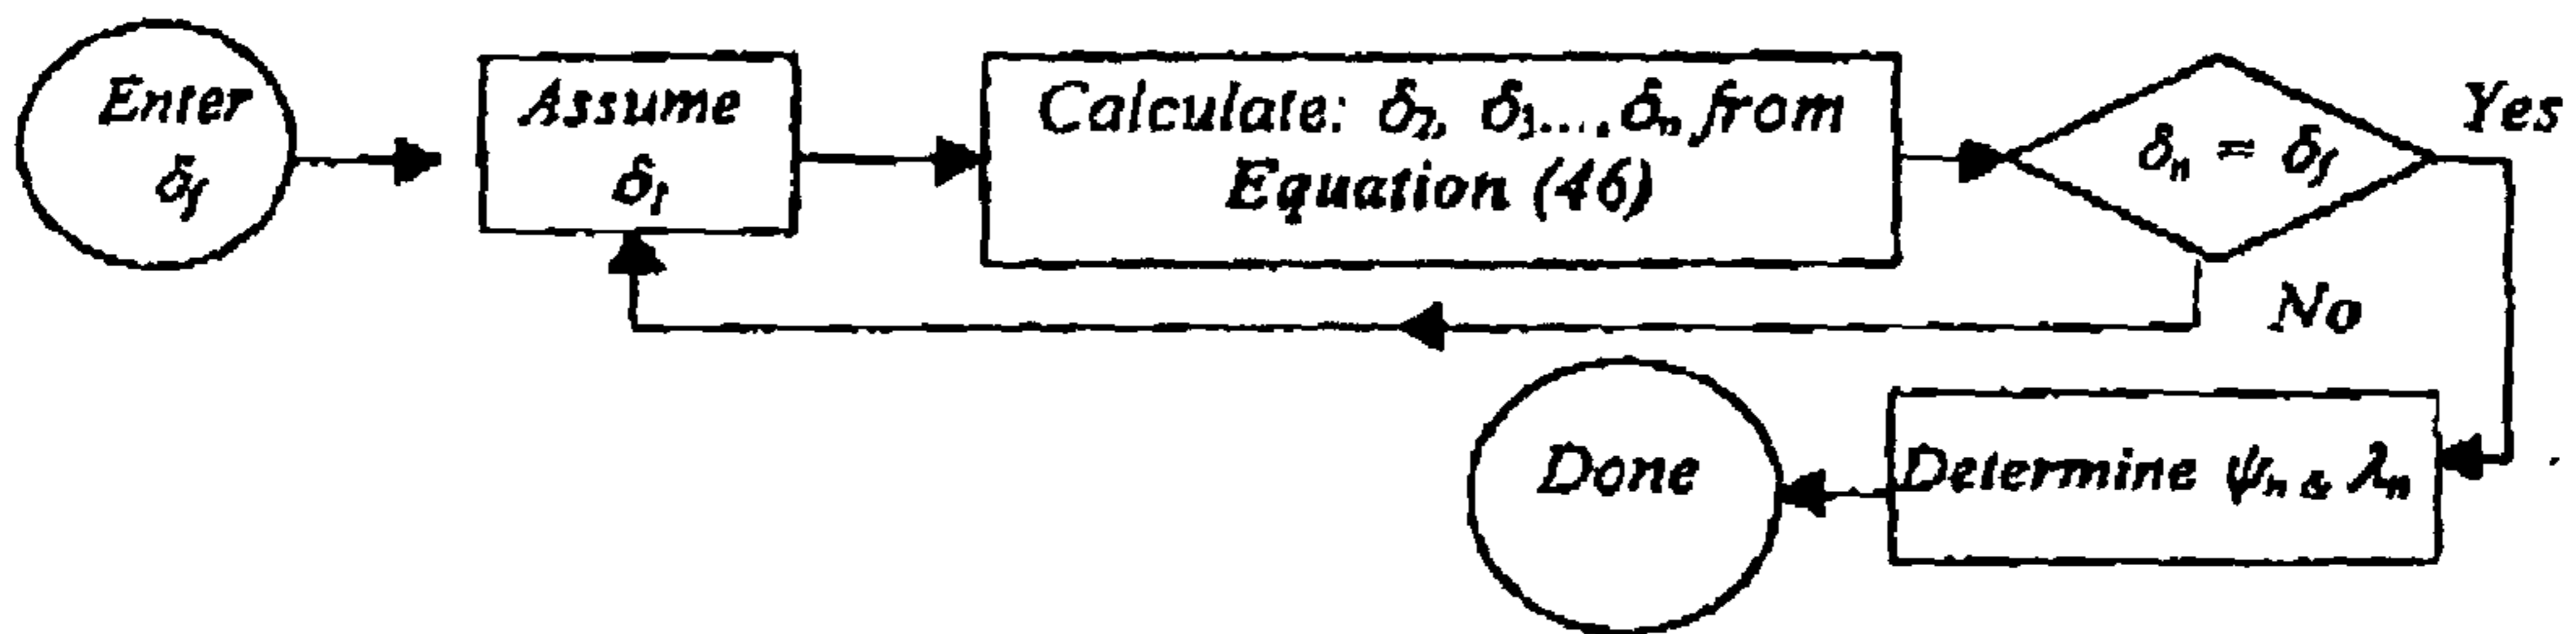 Enter
δf
Assume
δ1
Calculate: δ2, δ3....,δn from
Equation (46)
δn = δf
Yes
No
Determine ψn & λn
Done